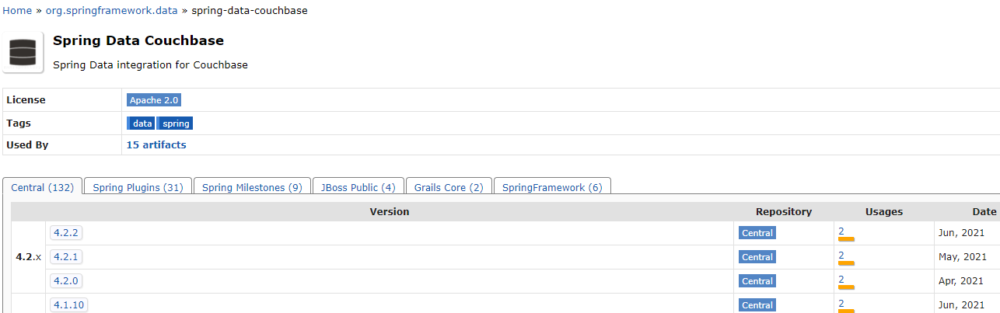 Home » org.springframework.data » spring-data-couchbase
Spring Data Couchbase
Spring Data integration for Couchbase
License Apache 2.0
Tags data spring
Used By 15 artifacts
Central (132) Spring Plugins (31) Spring Milestones (9) JBoss Public (4) Grails Core (2) SpringFramework (6)
Version Repository Usages Date
4.2.2 Central 2 Jun, 2021
4.2.x 4.2.1 Central 2 May, 2021
4.2.0 Central 2 Apr, 2021
4.1.10 Central 2 Jun, 2021